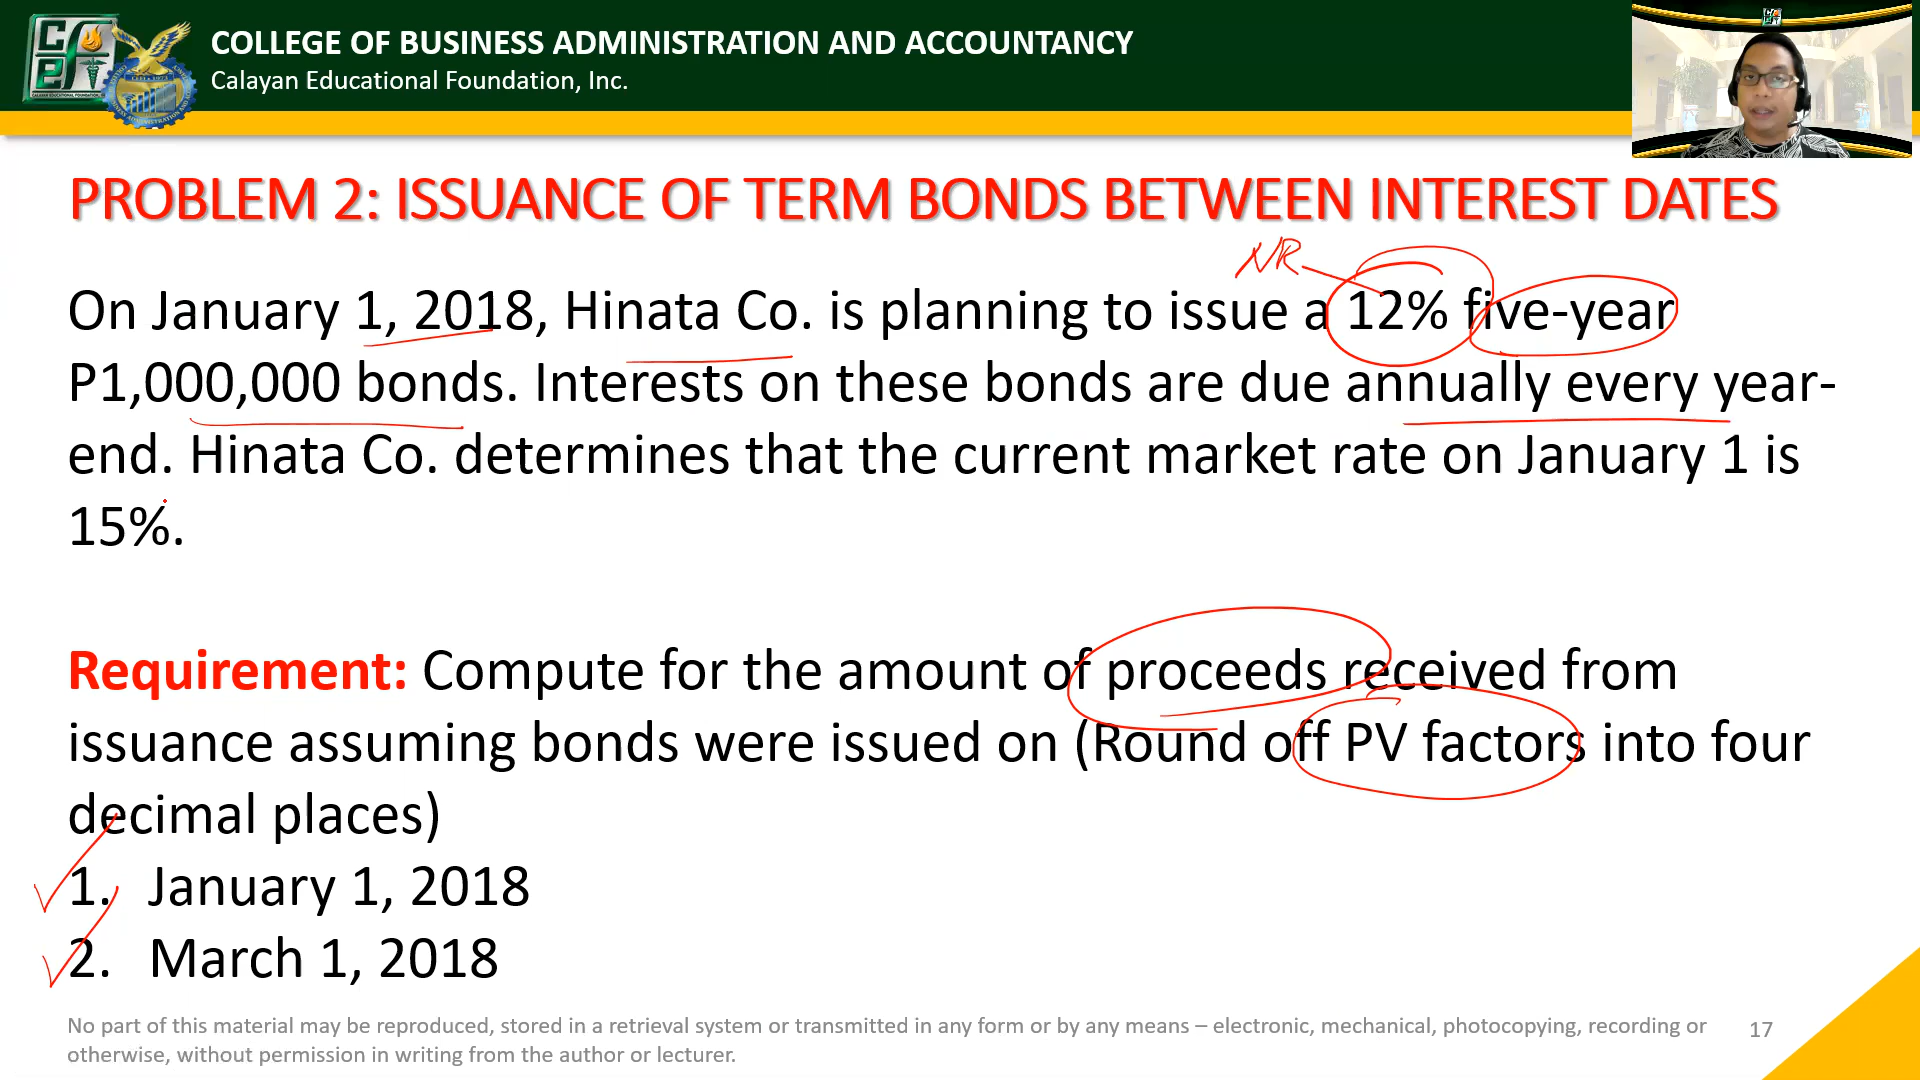 COLLEGE OF BUSINESS ADMINISTRATION AND ACCOUNTANCY
Calayan Educational Foundation, Inc.
PROBLEM 2: ISSUANCE OF TERM BONDS BETWEEN INTEREST DATES
NR
On January 1, 2018, Hinata Co. is planning to issue a 12% five-year
P1,000,000 bonds. Interests on these bonds are due annually every year-
end. Hinata Co. determines that the current market rate on January 1 is
15%.
Requirement: Compute for the amount of proceeds received from
issuance assuming bonds were issued on (Round off PV factors into four
decimal places)
1. January 1, 2018
2. March 1, 2018
No part of this material may be reproduced, stored in a retrieval system or transmitted in any form or by any means – electronic, mechanical, photocopying, recording or
otherwise, without permission in writing from the author or lecturer.
17